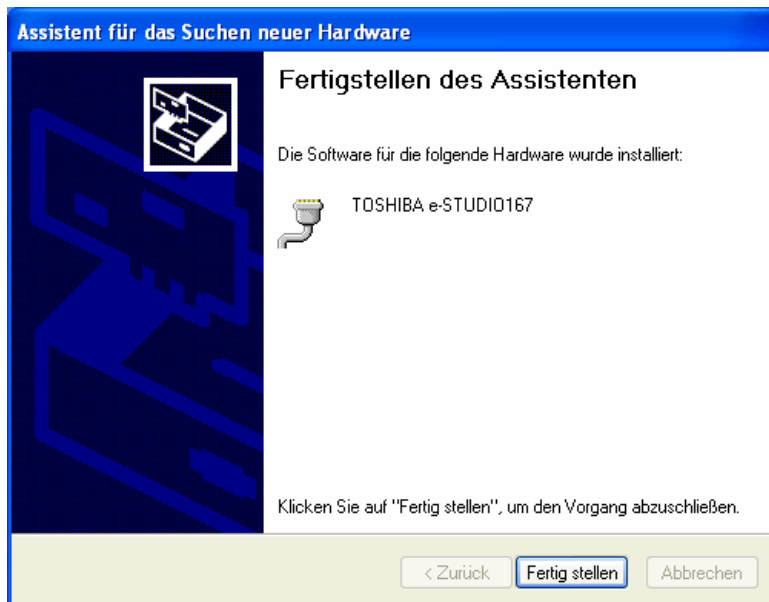 Assistent für das Suchen neuer Hardware
Fertigstellen des Assistenten
Die Software für die folgende Hardware wurde installiert:
TOSHIBA e-STUDIO167
Klicken Sie auf "Fertig stellen", um den Vorgang abzuschließen.
< Zurück Fertig stellen Abbrechen